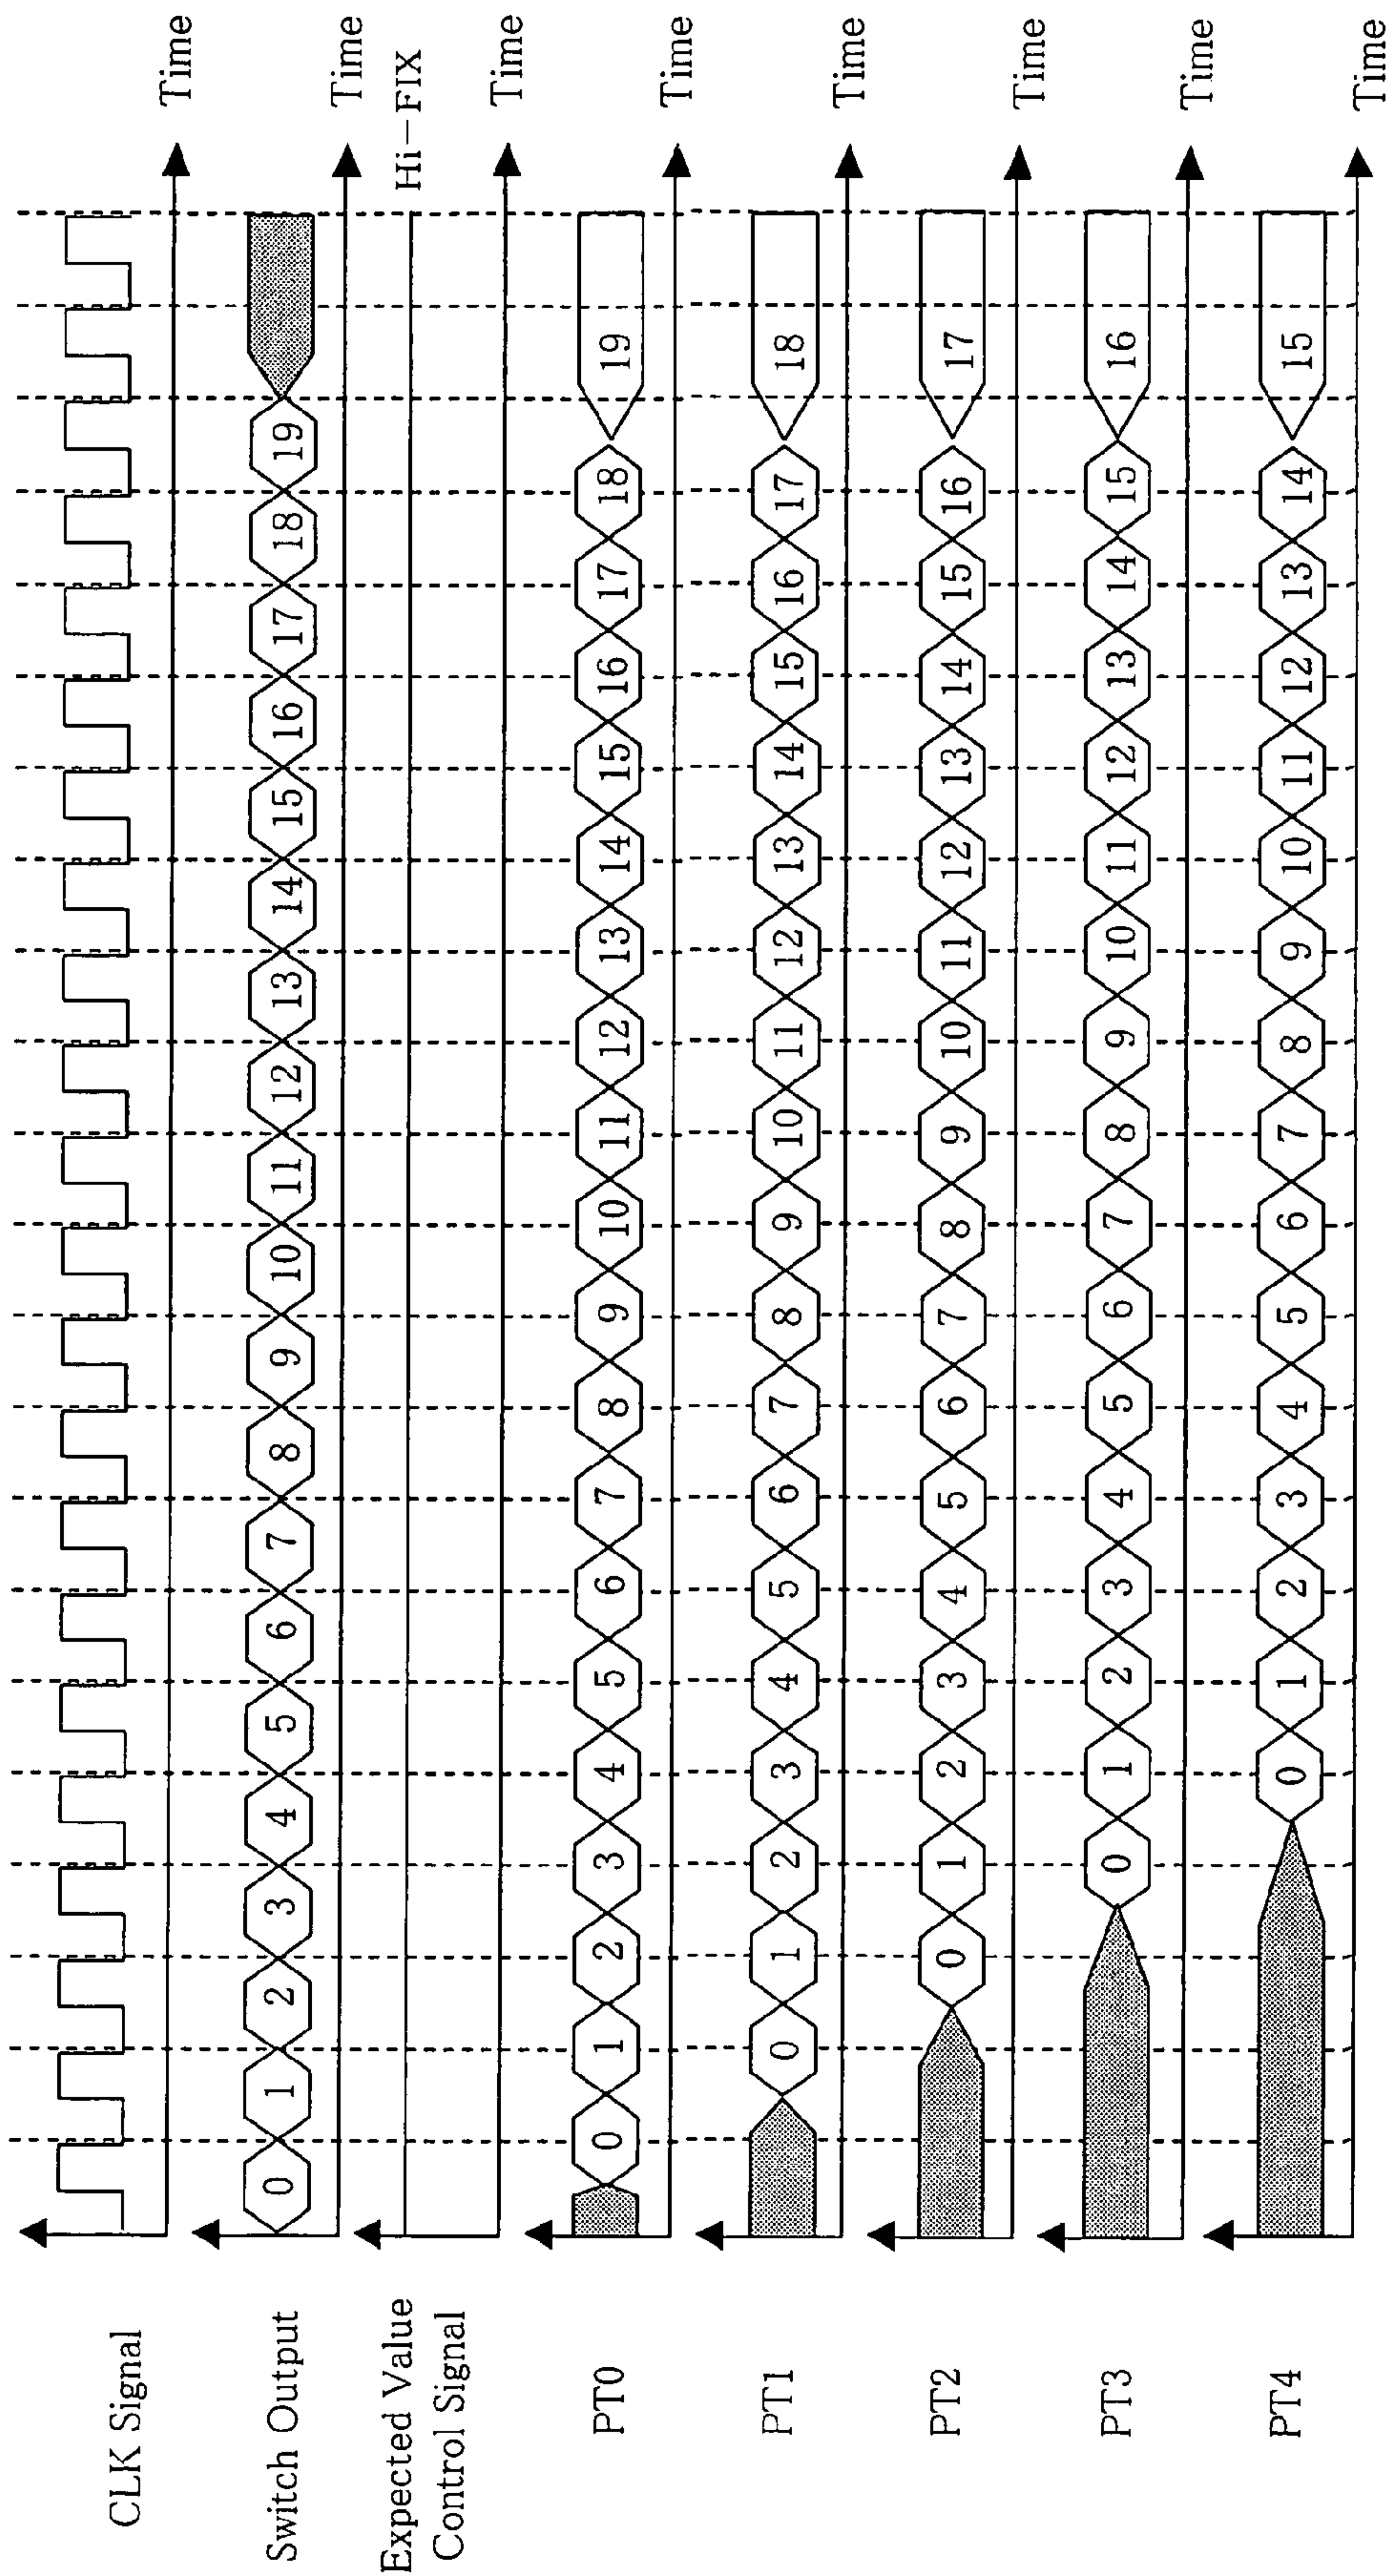 CLK Signal
Time
Switch Output
0 1 2 3 4 5 6 7 8 9 10 11 12 13 14 15 16 17 18 19
Time
Expected Value
Control Signal
Hi-FIX
Time
PT0
0 1 2 3 4 5 6 7 8 9 10 11 12 13 14 15 16 17 18 19
Time
PT1
0 1 2 3 4 5 6 7 8 9 10 11 12 13 14 15 16 17 18
Time
PT2
0 1 2 3 4 5 6 7 8 9 10 11 12 13 14 15 16 17
Time
PT3
0 1 2 3 4 5 6 7 8 9 10 11 12 13 14 15 16
Time
PT4
0 1 2 3 4 5 6 7 8 9 10 11 12 13 14 15
Time